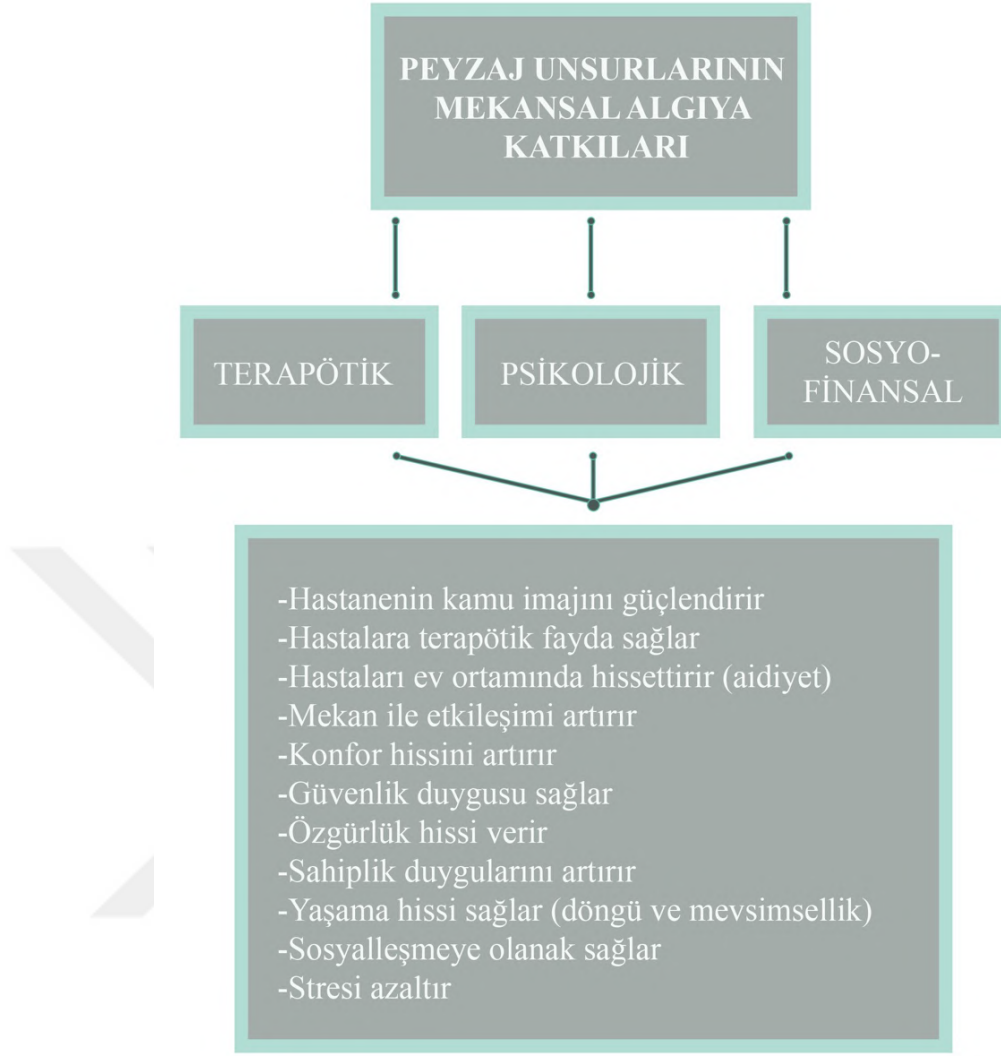 PEYZAJ UNSURLARININ
MEKANSAL ALGIYA
KATKILARI
TERAPÖTİK
PSİKOLOJİK
SOSYO-
FİNANSAL
-Hastanenin kamu imajını güçlendirir
-Hastalara terapötik fayda sağlar
-Hastaları ev ortamında hissettirir (aidiyet)
-Mekan ile etkileşimi artırır
-Konfor hissini artırır
-Güvenlik duygusu sağlar
-Özgürlük hissi verir
-Sahiplik duygularını artırır
-Yaşama hissi sağlar (döngü ve mevsimsellik)
-Sosyalleşmeye olanak sağlar
-Stresi azaltır